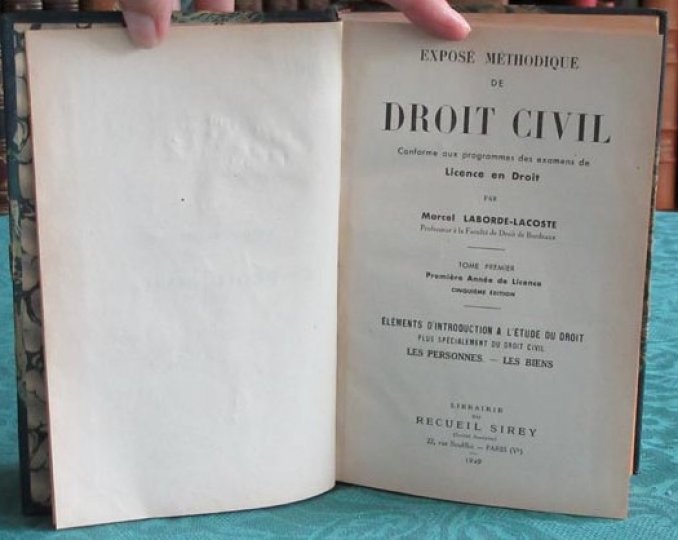 EXPOSÉ MÉTHODIQUE
DE
DROIT CIVIL
Conforme aux programmes des examens de
Licence en Droit
PAR
Marcel LABORDE-LACOSTE
Professeur à la Faculté de Droit de Bordeaux
TOME PREMIER
Première Année de Licence
CINQUIÈME ÉDITION
ÉLÉMENTS D'INTRODUCTION A L'ÉTUDE DU DROIT
PLUS SPÉCIALEMENT DU DROIT CIVIL
LES PERSONNES. — LES BIENS
LIBRAIRIE
DU
RECUEIL SIREY
(Société Anonyme)
22, rue Soufflot — PARIS (Vᵉ)
1949